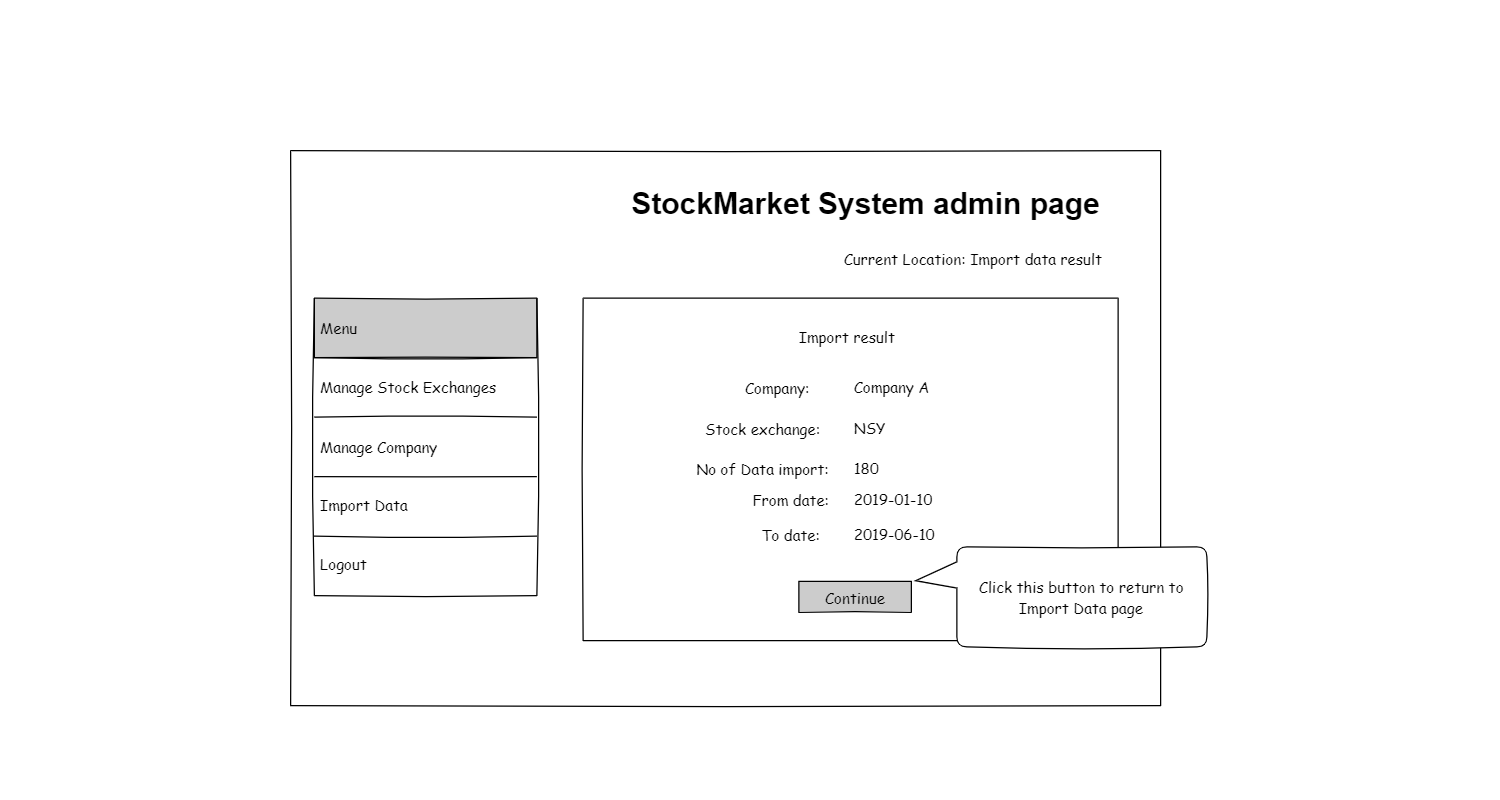 StockMarket System admin page
Current Location: Import data result
Menu
Manage Stock Exchanges
Manage Company
Import Data
Logout
Import result
Company: Company A
Stock exchange: NSY
No of Data import: 180
From date: 2019-01-10
To date: 2019-06-10
Continue
Click this button to return to
Import Data page